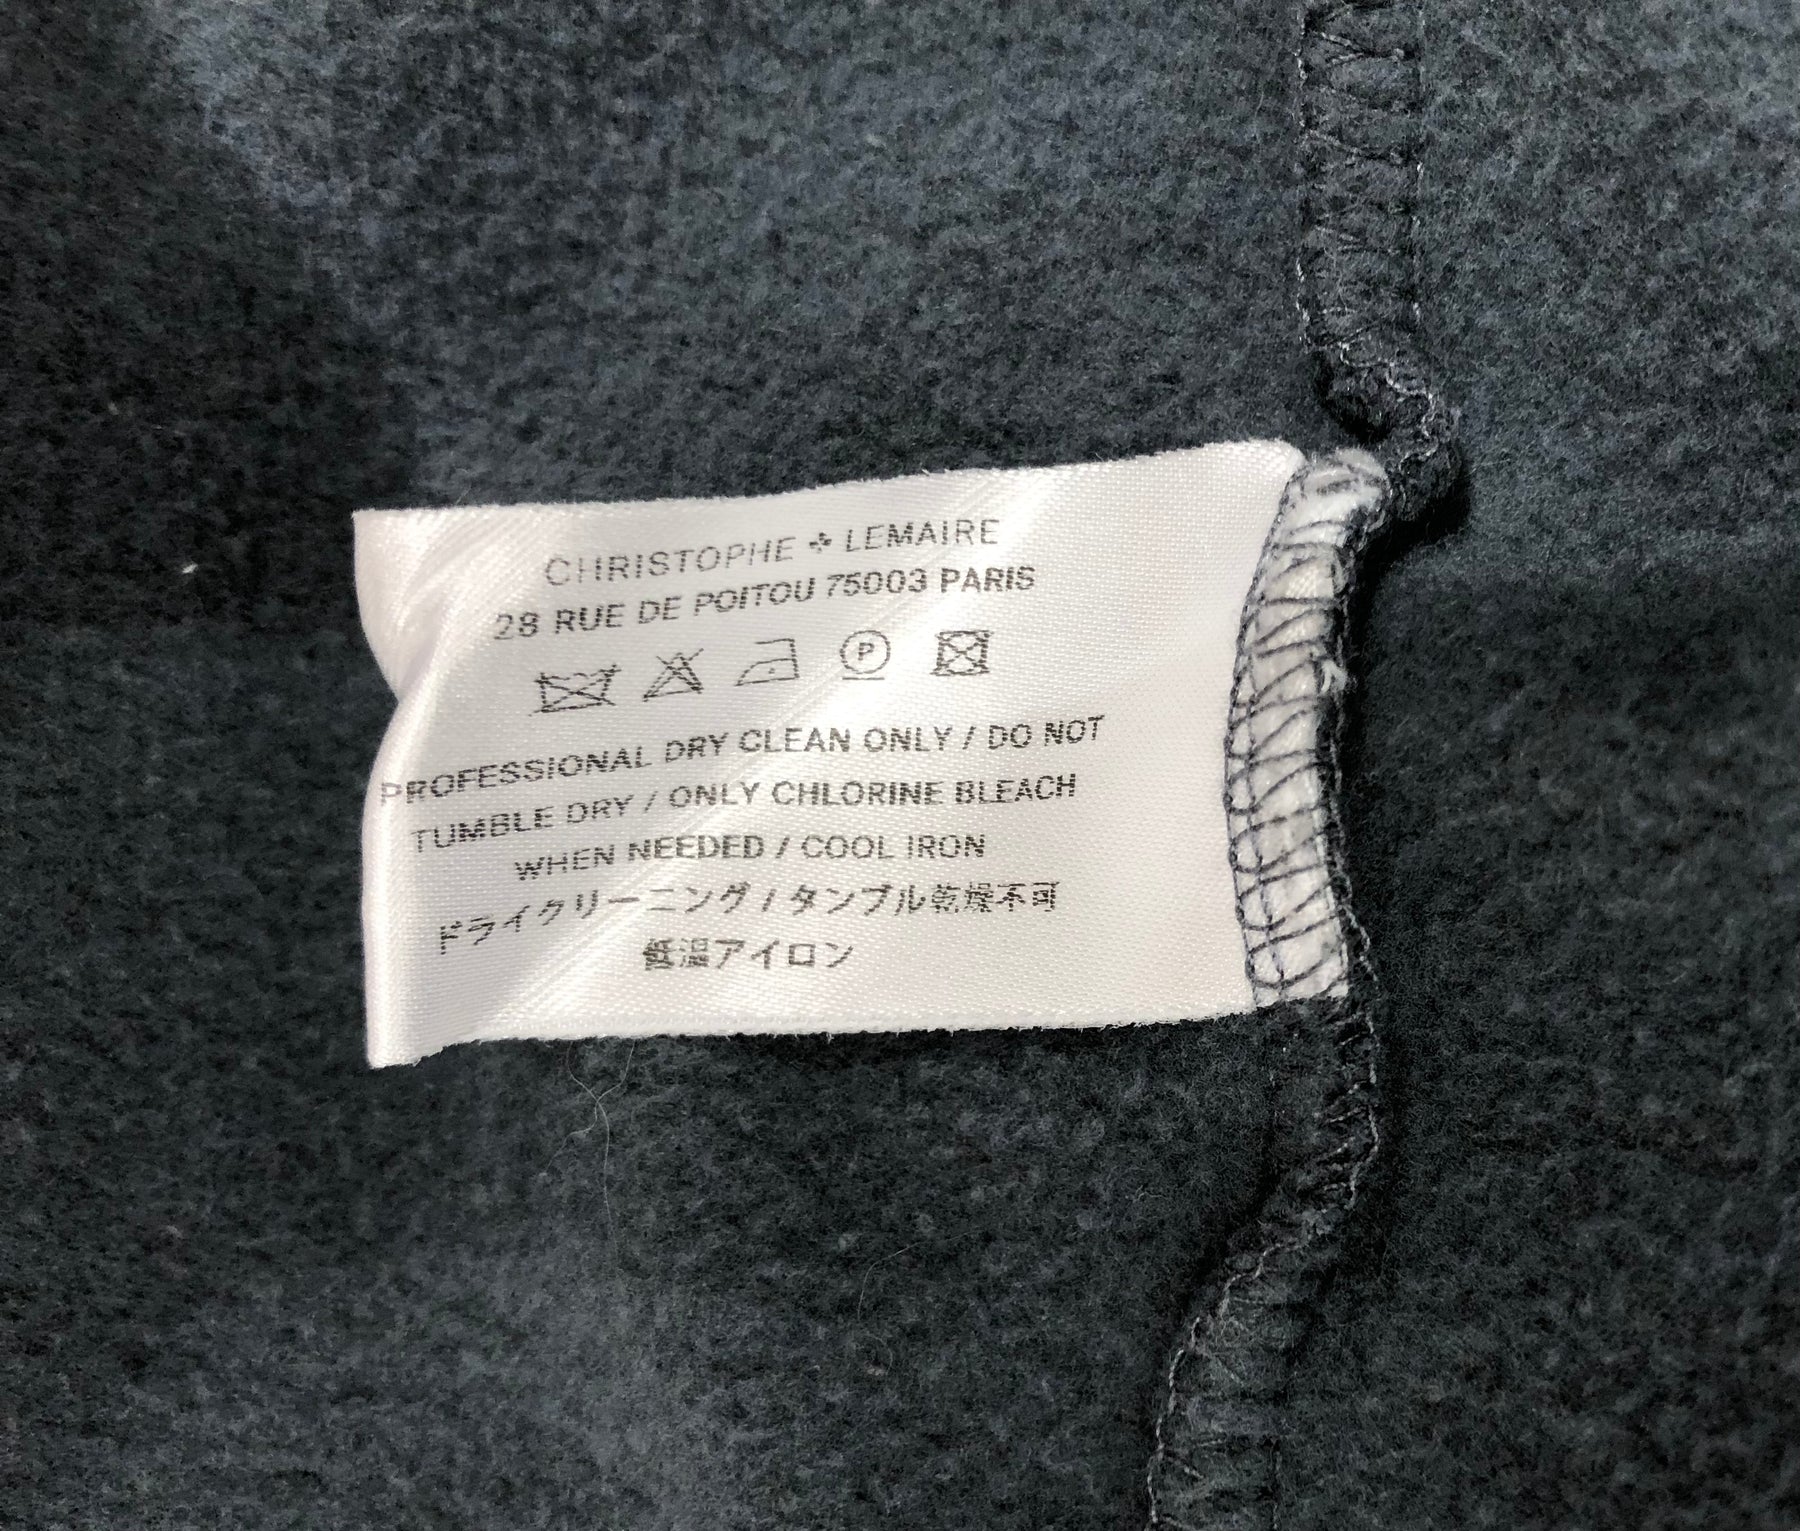 CHRISTOPHE LEMAIRE
28 RUE DE POITOU 75003 PARIS
P
PROFESSIONAL DRY CLEAN ONLY / DO NOT
TUMBLE DRY / ONLY CHLORINE BLEACH
WHEN NEEDED / COOL IRON
ドライクリーニング / タンブル乾燥不可
低温アイロン